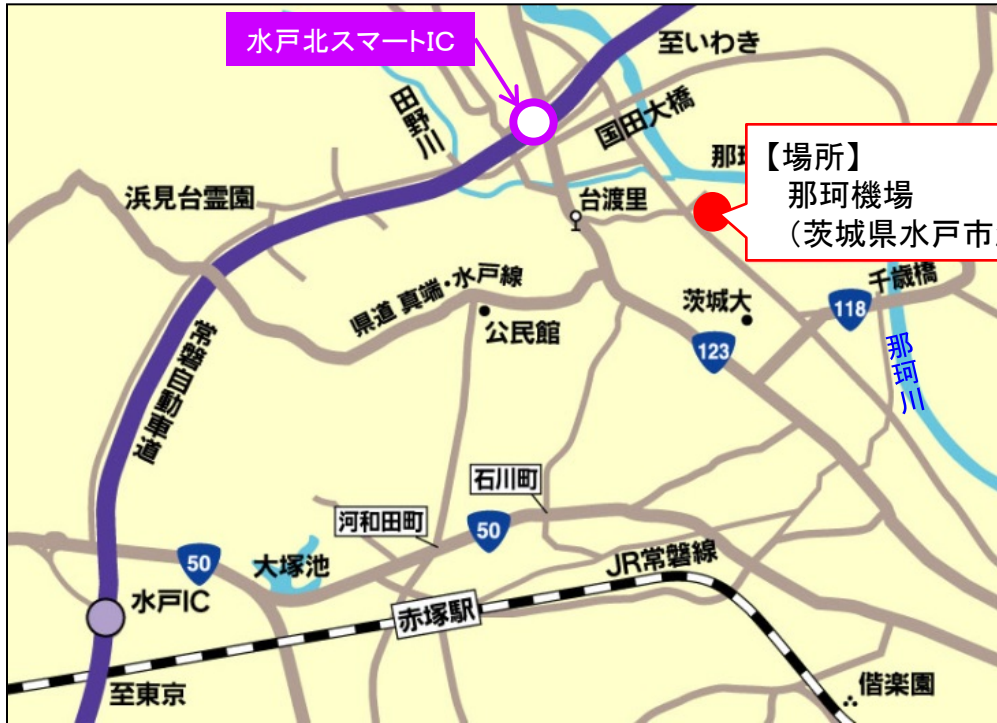 水戸北スマートIC
至いわき
田野川
国田大橋
那珂
【場所】
那珂機場
(茨城県水戸市
浜見台霊園
台渡里
千歳橋
県道 真端・水戸線
茨城大
118
公民館
123
那珂川
常磐自動車道
石川町
河和田町
50
50
大塚池
JR常磐線
水戸IC
赤塚駅
至東京
偕楽園